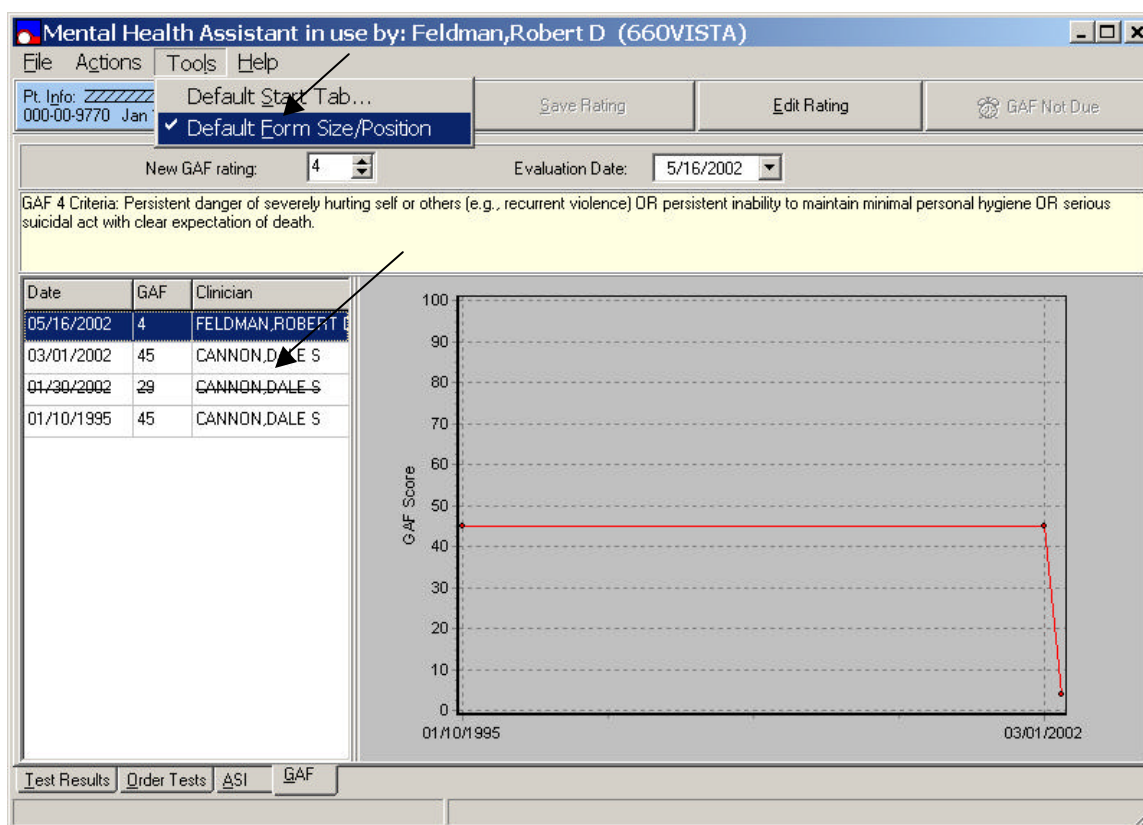 Mental Health Assistant in use by: Feldman,Robert D (660VISTA)
File Actions Tools Help
Pt. Info: ZZZZZZ
000-00-9770 Jan
Default Start Tab...
Default Form Size/Position
Save Rating
Edit Rating
GAF Not Due
New GAF rating: 4 Evaluation Date: 5/16/2002
GAF 4 Criteria: Persistent danger of severely hurting self or others (e.g., recurrent violence) OR persistent inability to maintain minimal personal hygiene OR serious
suicidal act with clear expectation of death.
Date GAF Clinician
05/16/2002 4 FELDMAN,ROBERT D
03/01/2002 45 CANNON,DALE S
01/30/2002 29 CANNON,DALE S
01/10/1995 45 CANNON,DALE S
100
90
80
70
60
50
40
30
20
10
0
GAF Score
01/10/1995 03/01/2002
Test Results Order Tests ASI GAF